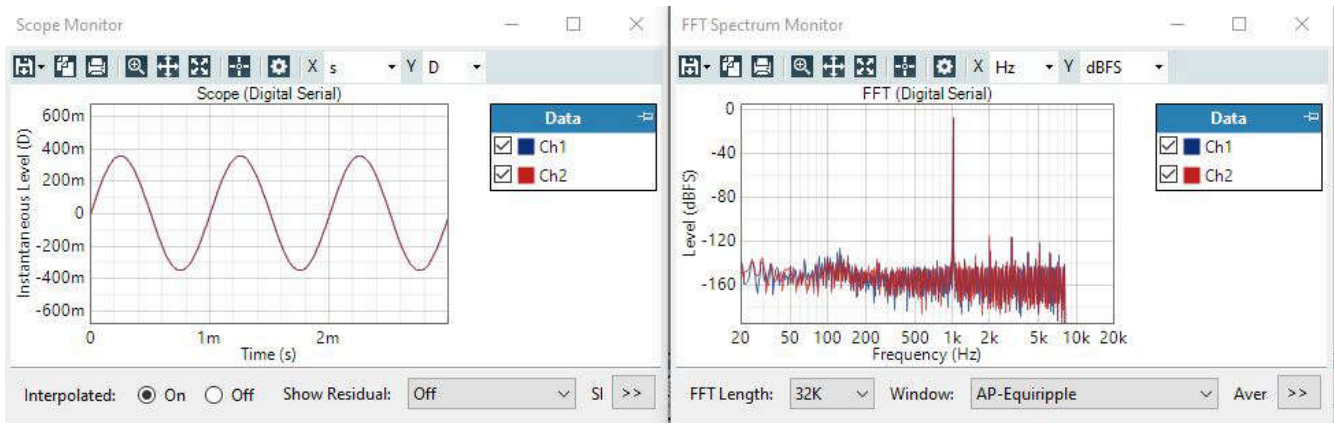 Scope Monitor
X s Y D
Scope (Digital Serial)
Instantaneous Level (D)
600m
400m
200m
0
-200m
-400m
-600m
0 1m 2m
Time (s)
Data
Ch1
Ch2
Interpolated: On Off Show Residual: Off SI >>
FFT Spectrum Monitor
X Hz Y dBFS
FFT (Digital Serial)
Level (dBFS)
0
-40
-80
-120
-160
20 50 100 200 500 1k 2k 5k 10k 20k
Frequency (Hz)
Data
Ch1
Ch2
FFT Length: 32K Window: AP-Equiripple Aver >>